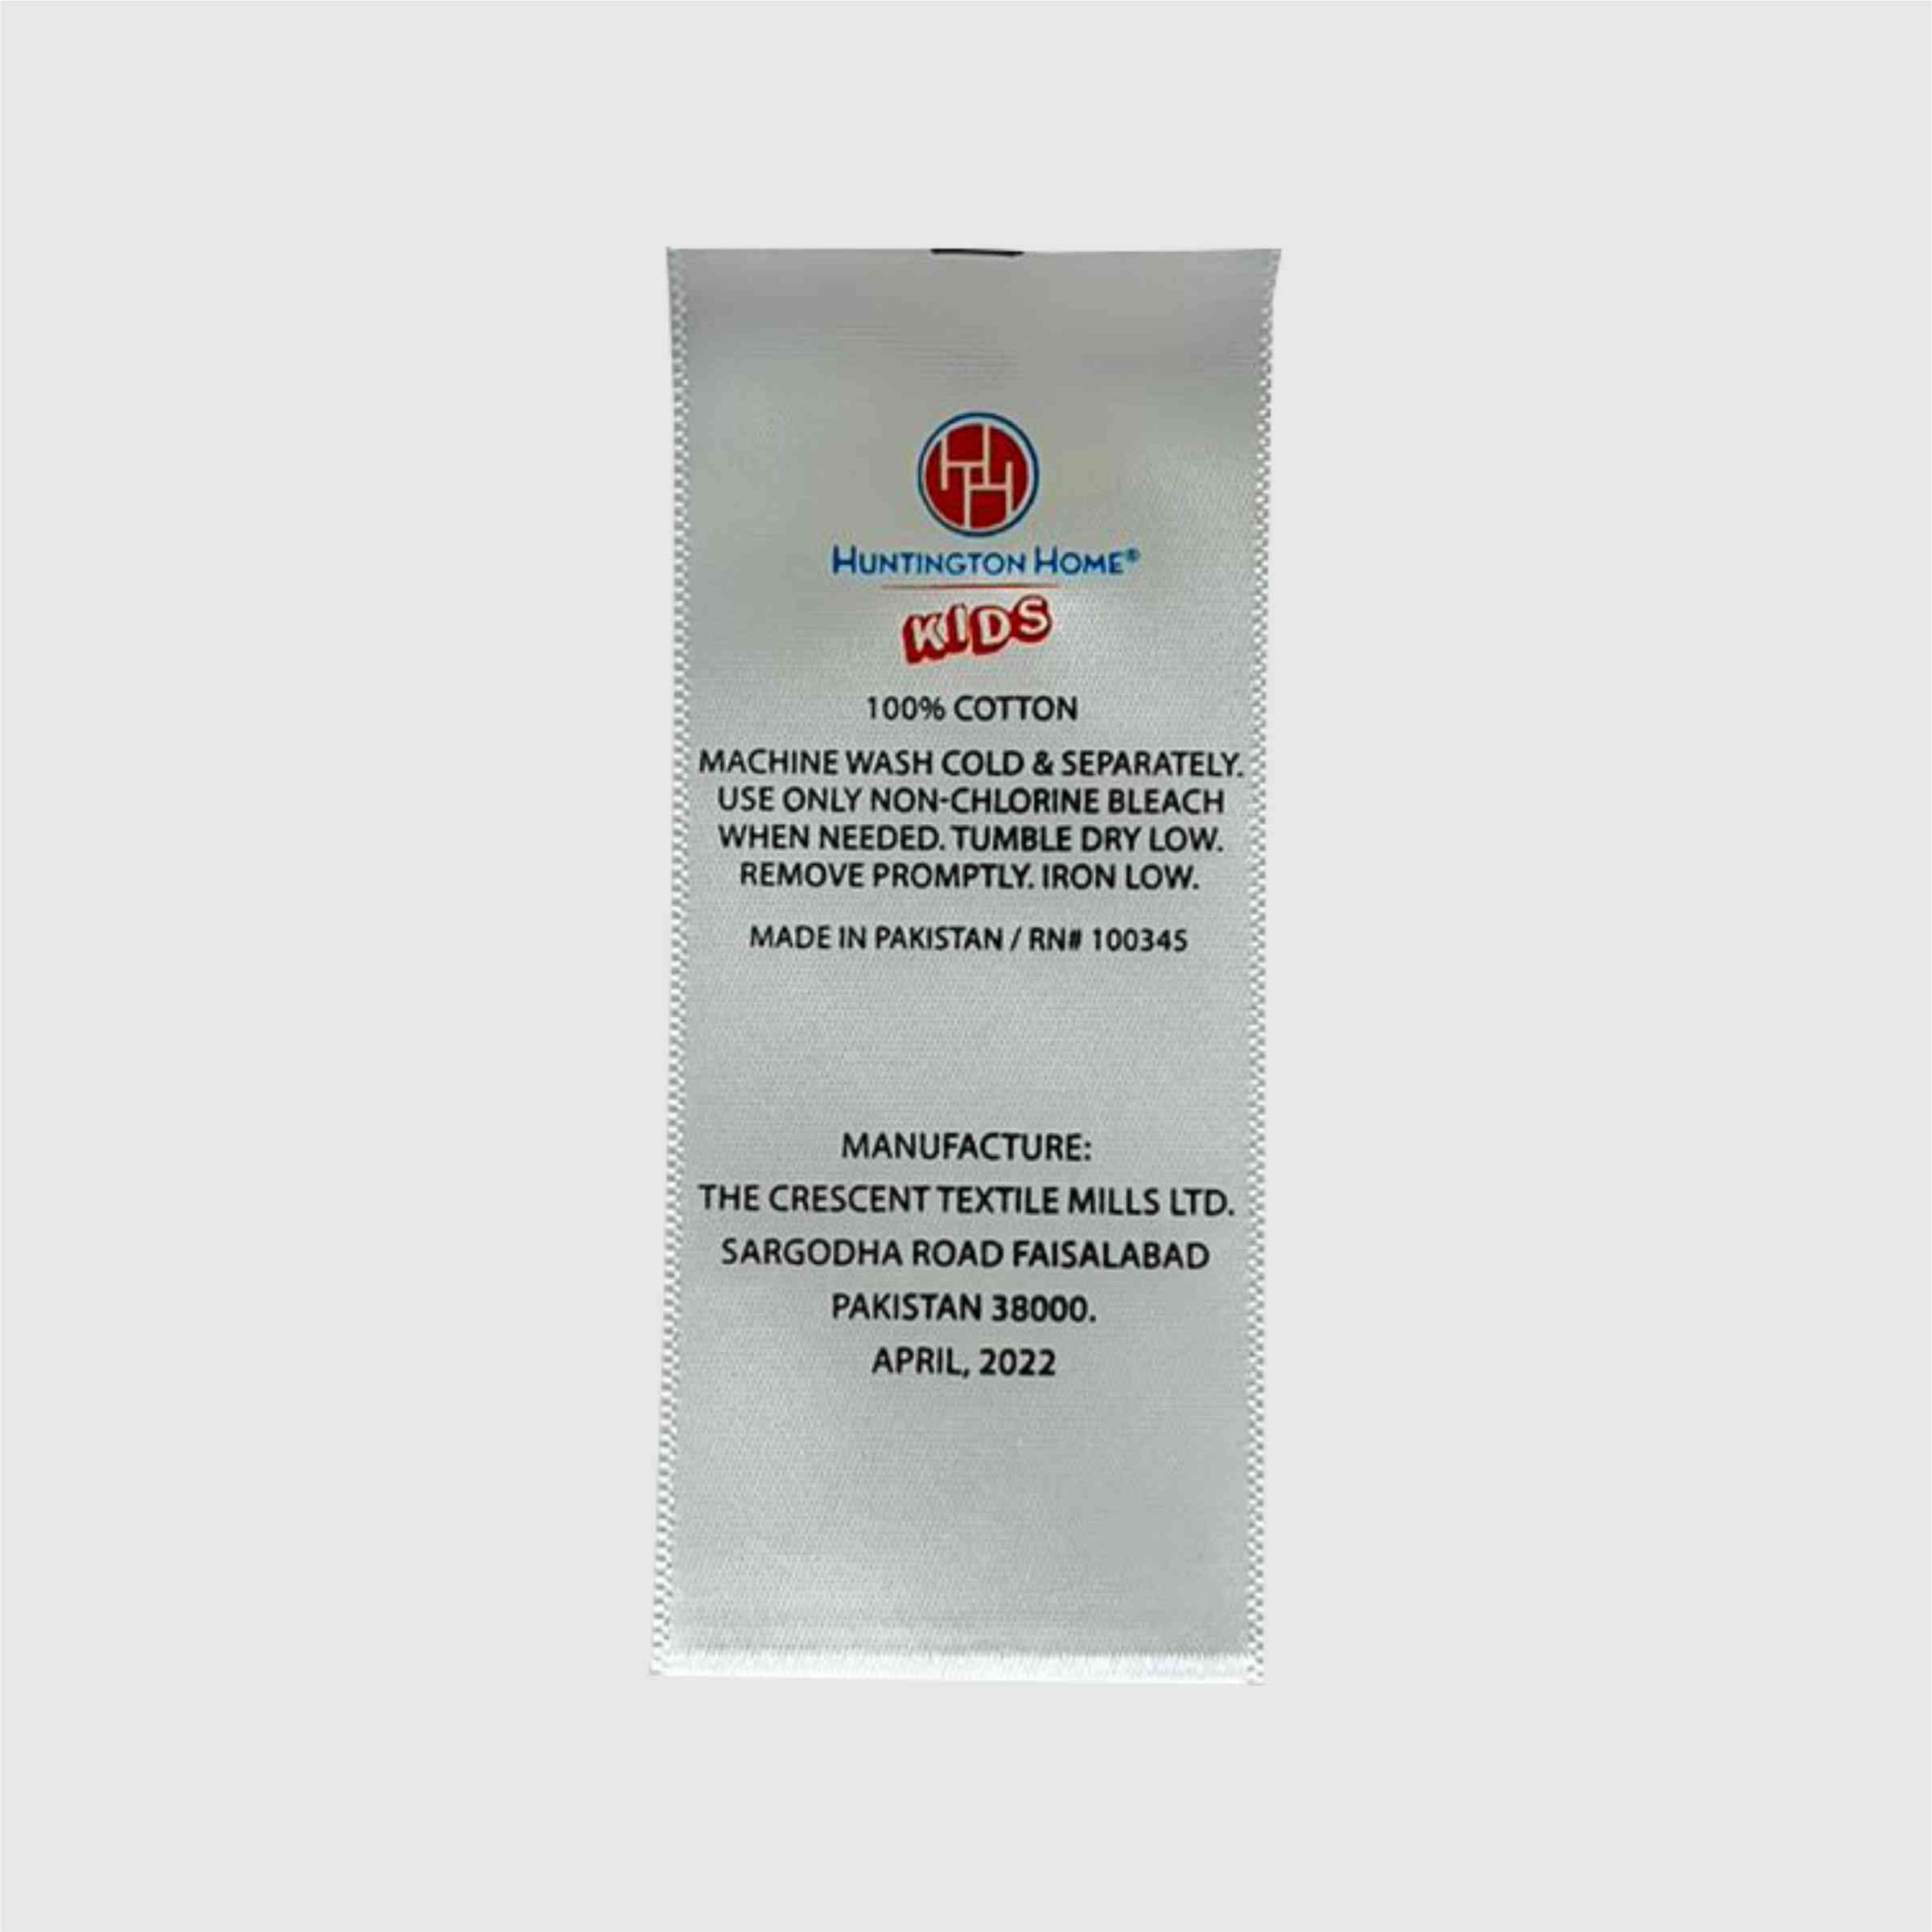 HUNTINGTON HOME®
KIDS
100% COTTON
MACHINE WASH COLD & SEPARATELY.
USE ONLY NON-CHLORINE BLEACH
WHEN NEEDED. TUMBLE DRY LOW.
REMOVE PROMPTLY. IRON LOW.
MADE IN PAKISTAN / RN# 100345
MANUFACTURE:
THE CRESCENT TEXTILE MILLS LTD.
SARGODHA ROAD FAISALABAD
PAKISTAN 38000.
APRIL, 2022